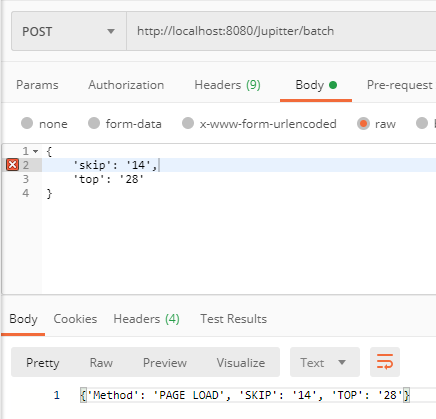 POST http://localhost:8080/Jupitter/batch
Params Authorization Headers (9) Body Pre-request
none form-data x-www-form-urlencoded raw
1 {
2 'skip': '14',
3 'top': '28'
4 }
Body Cookies Headers (4) Test Results
Pretty Raw Preview Visualize Text
1 {'Method': 'PAGE LOAD', 'SKIP': '14', 'TOP': '28'}